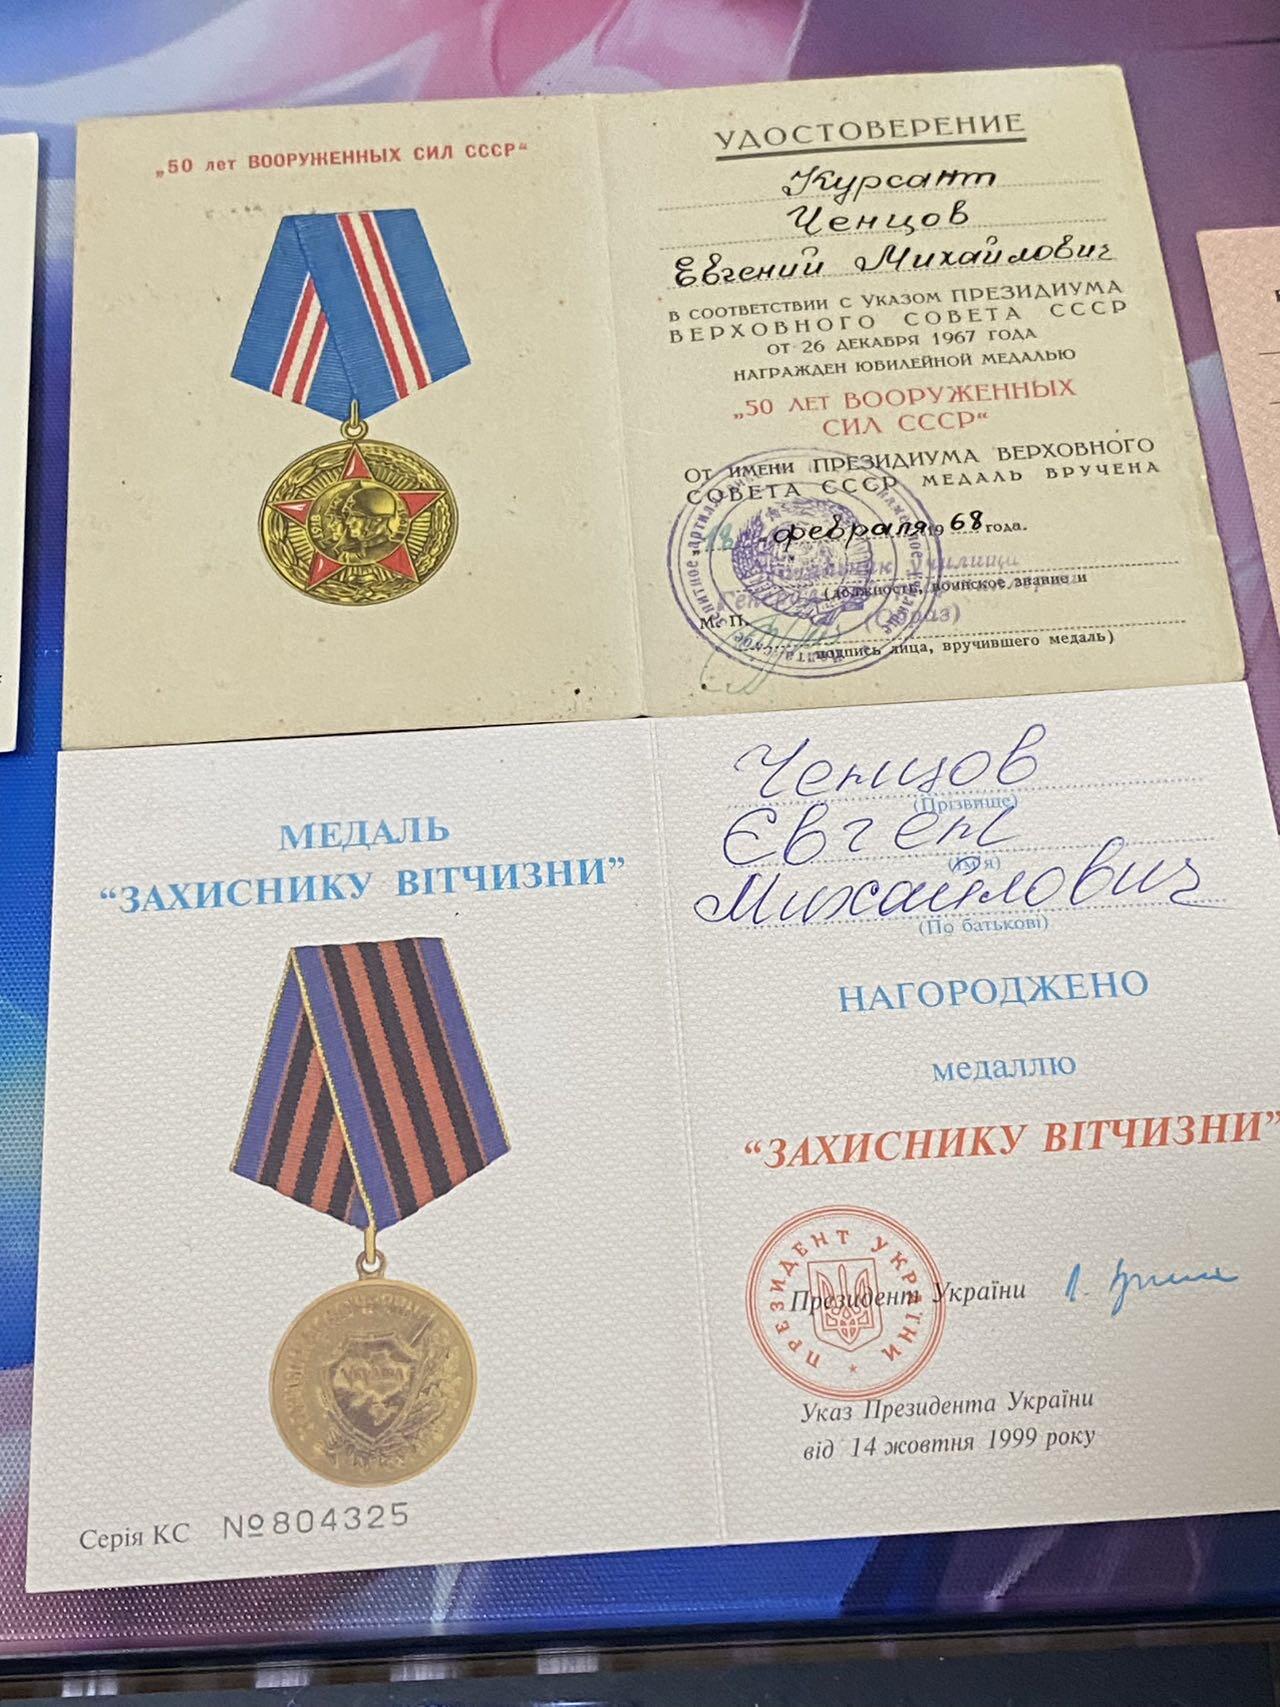 „50 лет ВООРУЖЕННЫХ СИЛ СССР“
УДОСТОВЕРЕНИЕ
Курсант
Ченцов
Евгений Михайлович
В СООТВЕТСТВИИ С УКАЗОМ ПРЕЗИДИУМА
ВЕРХОВНОГО СОВЕТА СССР
ОТ 26 ДЕКАБРЯ 1967 ГОДА
НАГРАЖДЕН ЮБИЛЕЙНОЙ МЕДАЛЬЮ
„50 ЛЕТ ВООРУЖЕННЫХ
СИЛ СССР“
ОТ ИМЕНИ ПРЕЗИДИУМА ВЕРХОВНОГО
СОВЕТА СССР МЕДАЛЬ ВРУЧЕНА
18 февраля 1968 года.
училища
(должность, воинское звание и
М. П.
подпись лица, вручившего медаль)
МЕДАЛЬ
“ЗАХИСНИКУ ВІТЧИЗНИ”
Серія КС №804325
Ченцов
(Прізвище)
Євген
(Ім'я)
Михайлович
(По батькові)
НАГОРОДЖЕНО
медаллю
“ЗАХИСНИКУ ВІТЧИЗНИ”
ПРЕЗИДЕНТ УКРАЇНИ
Президент України
Указ Президента України
від 14 жовтня 1999 року